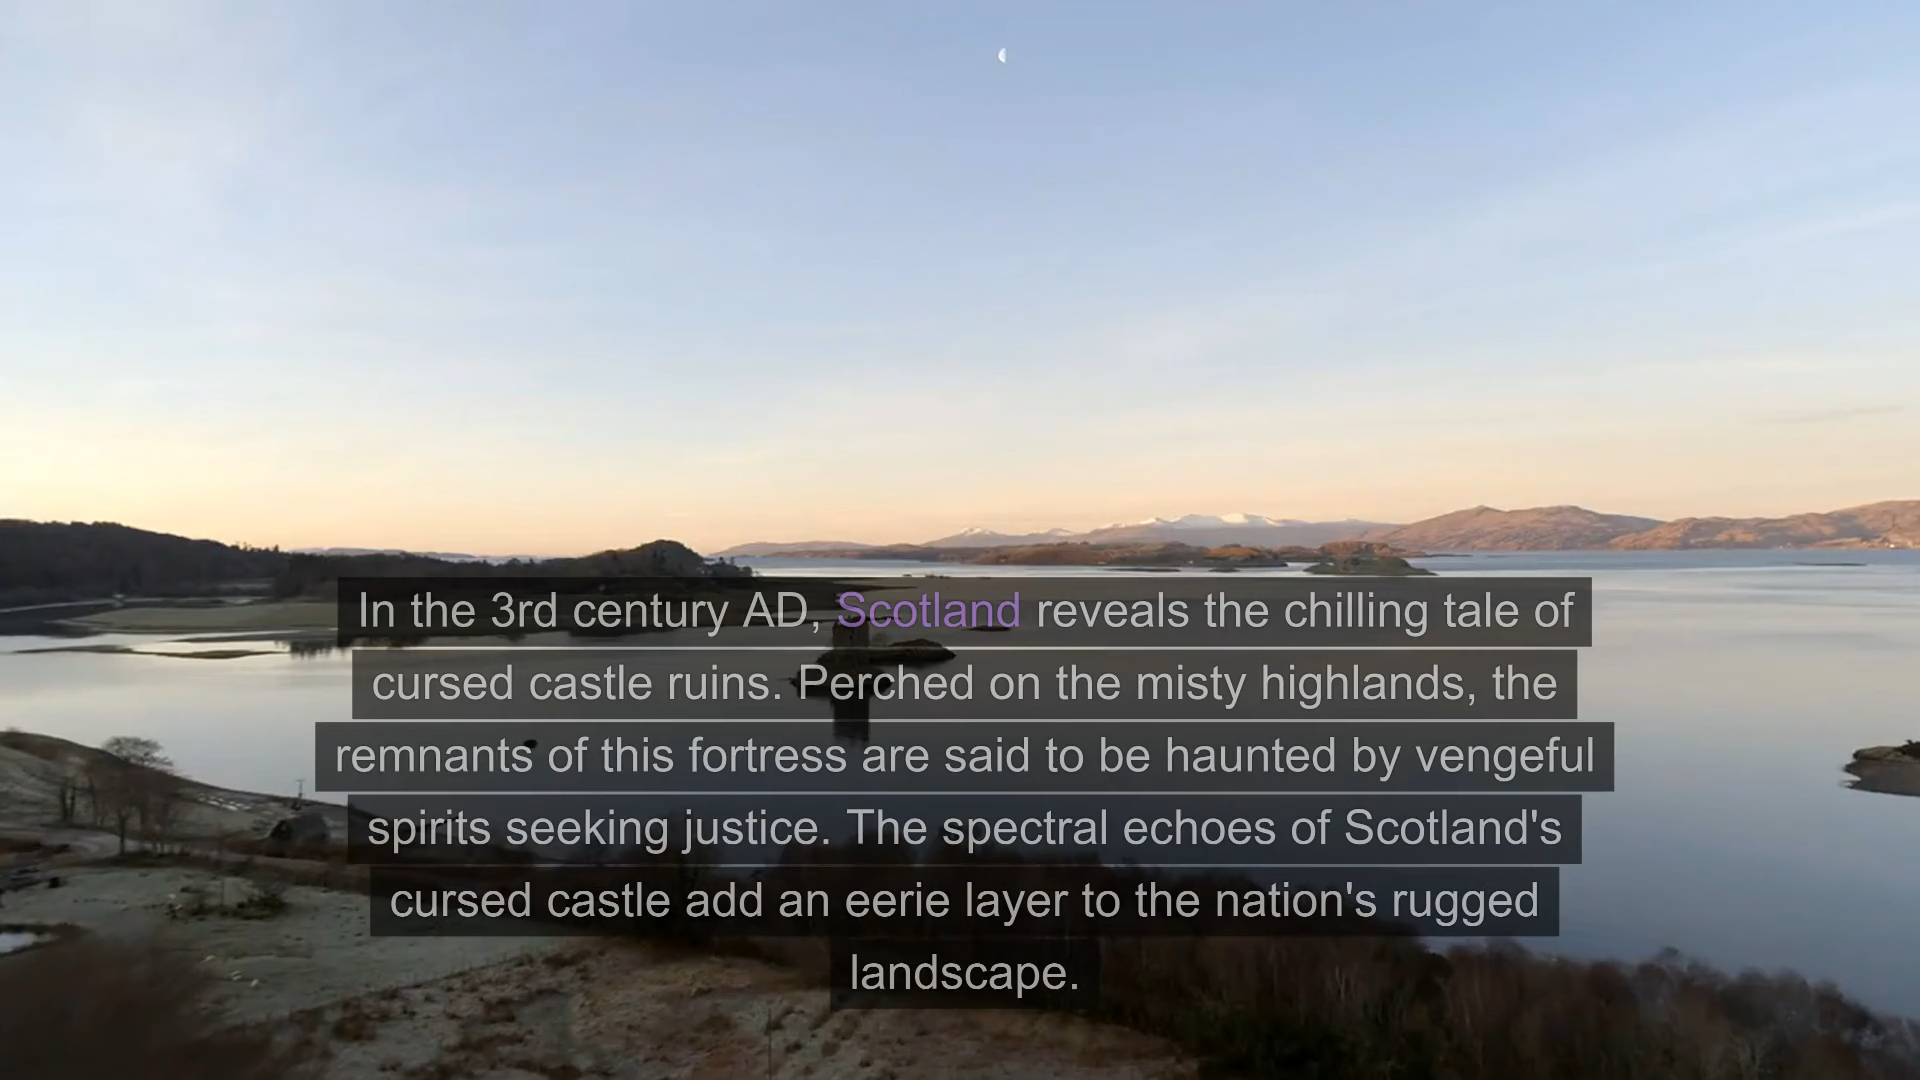 In the 3rd century AD, Scotland reveals the chilling tale of
cursed castle ruins. Perched on the misty highlands, the
remnants of this fortress are said to be haunted by vengeful
spirits seeking justice. The spectral echoes of Scotland's
cursed castle add an eerie layer to the nation's rugged
landscape.